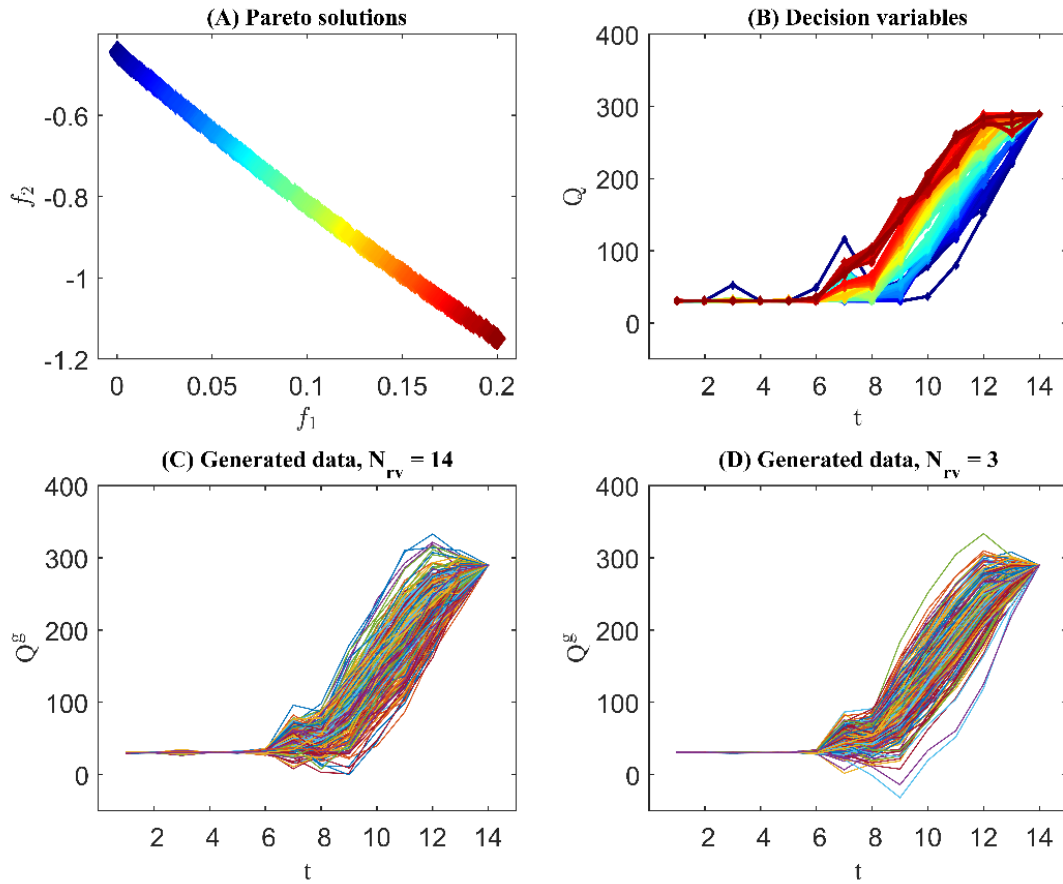 (A) Pareto solutions
-0.6
-0.8
-1
-1.2
f2
0 0.05 0.1 0.15 0.2
f1
(B) Decision variables
400
300
200
100
0
Q
2 4 6 8 10 12 14
t
(C) Generated data, Nrv = 14
400
300
200
100
0
Qg
2 4 6 8 10 12 14
t
(D) Generated data, Nrv = 3
400
300
200
100
0
Qg
2 4 6 8 10 12 14
t